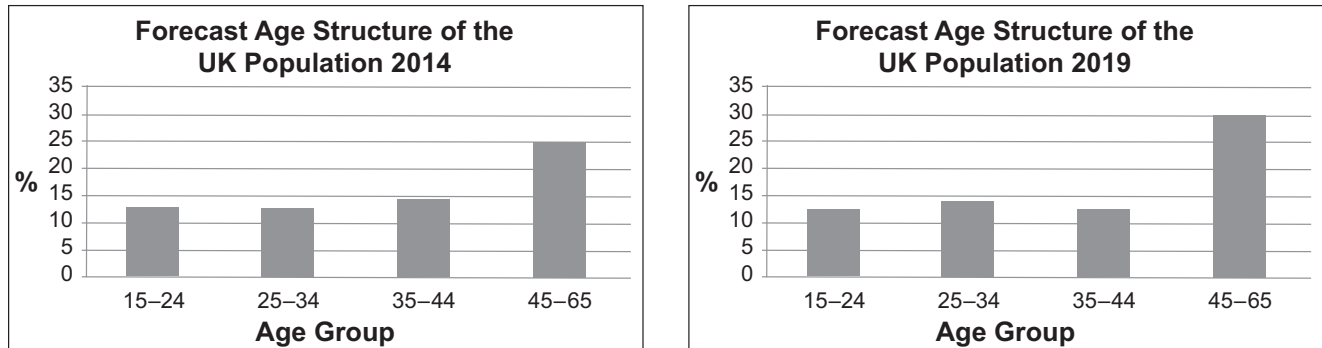 Forecast Age Structure of the
UK Population 2014
35
30
25
20
15
10
5
0
%
15–24 25–34 35–44 45–65
Age Group
Forecast Age Structure of the
UK Population 2019
35
30
25
20
15
10
5
0
%
15–24 25–34 35–44 45–65
Age Group